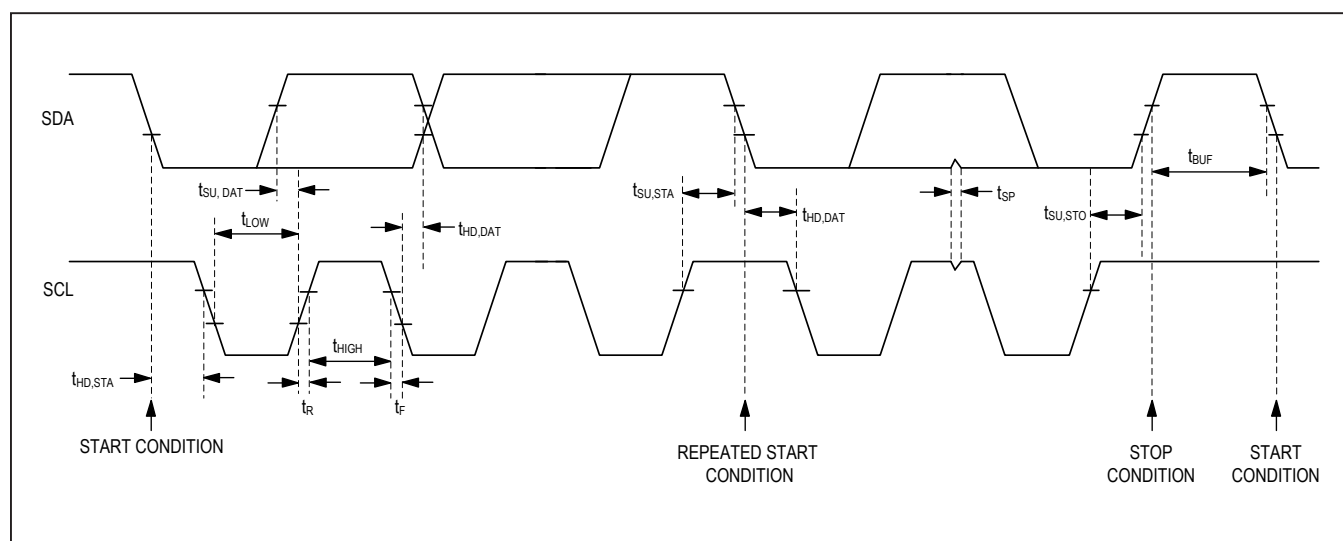 SDA
tSU, DAT
tLOW
tHD,DAT
tSU,STA
tHD,DAT
tSP
tSU,STO
tBUF
SCL
tHD,STA
tR
tHIGH
tF
START CONDITION
REPEATED START
CONDITION
STOP
CONDITION
START
CONDITION